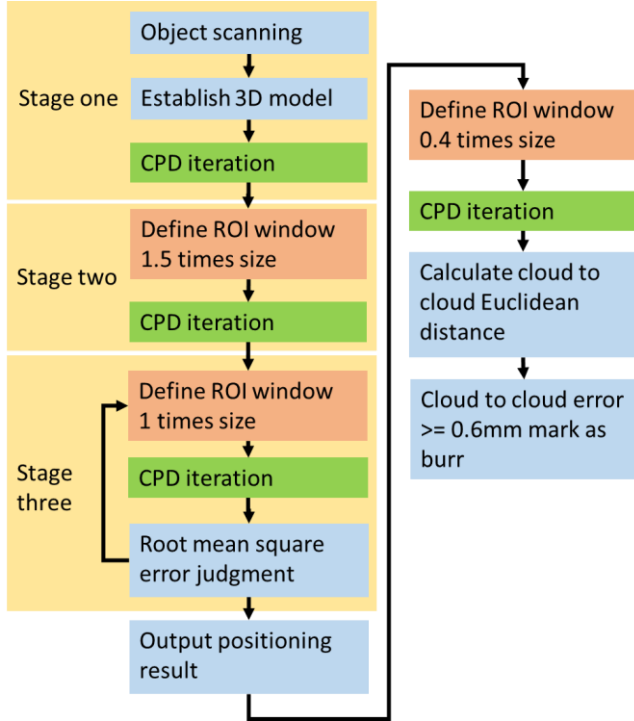 Stage one
Object scanning
Establish 3D model
CPD iteration
Stage two
Define ROI window
1.5 times size
CPD iteration
Stage
three
Define ROI window
1 times size
CPD iteration
Root mean square
error judgment
Output positioning
result
Define ROI window
0.4 times size
CPD iteration
Calculate cloud to
cloud Euclidean
distance
Cloud to cloud error
>= 0.6mm mark as
burr